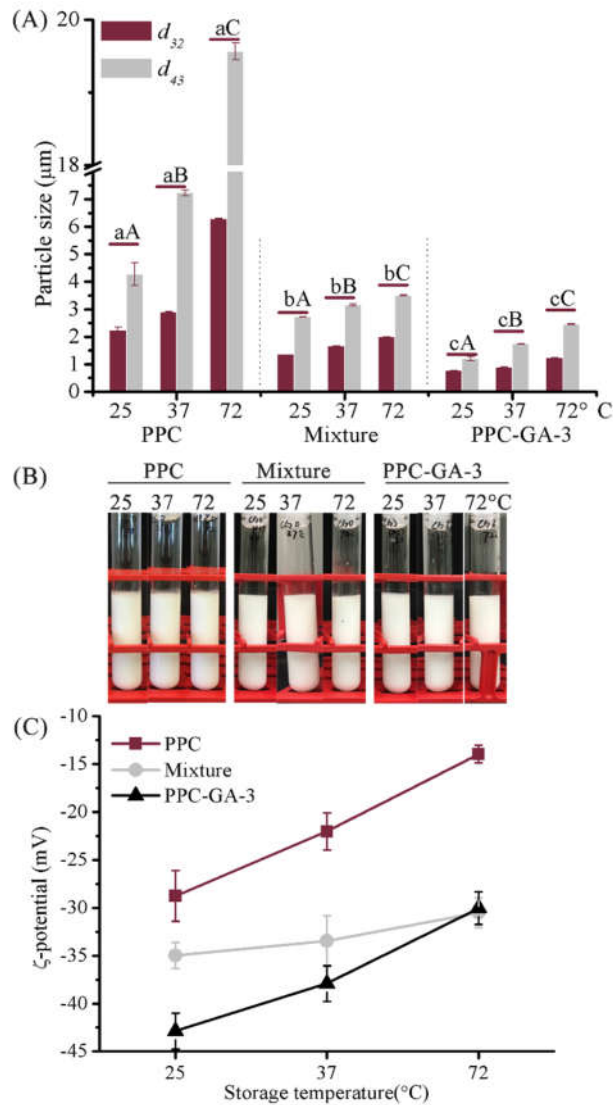 (A)
20
aC
d32
d43
18
Particle size (μm)
7
aB
6
5
aA
4
bA
bB
bC
3
cA
cB
cC
2
1
0
25 37 72 25 37 72 25 37 72° C
PPC Mixture PPC-GA-3
(B)
PPC Mixture PPC-GA-3
25 37 72 25 37 72 25 37 72°C
(C)
-10
PPC
Mixture
PPC-GA-3
-15
-20
-25
-30
-35
-40
-45
ζ-potential (mV)
25 37 72
Storage temperature(°C)